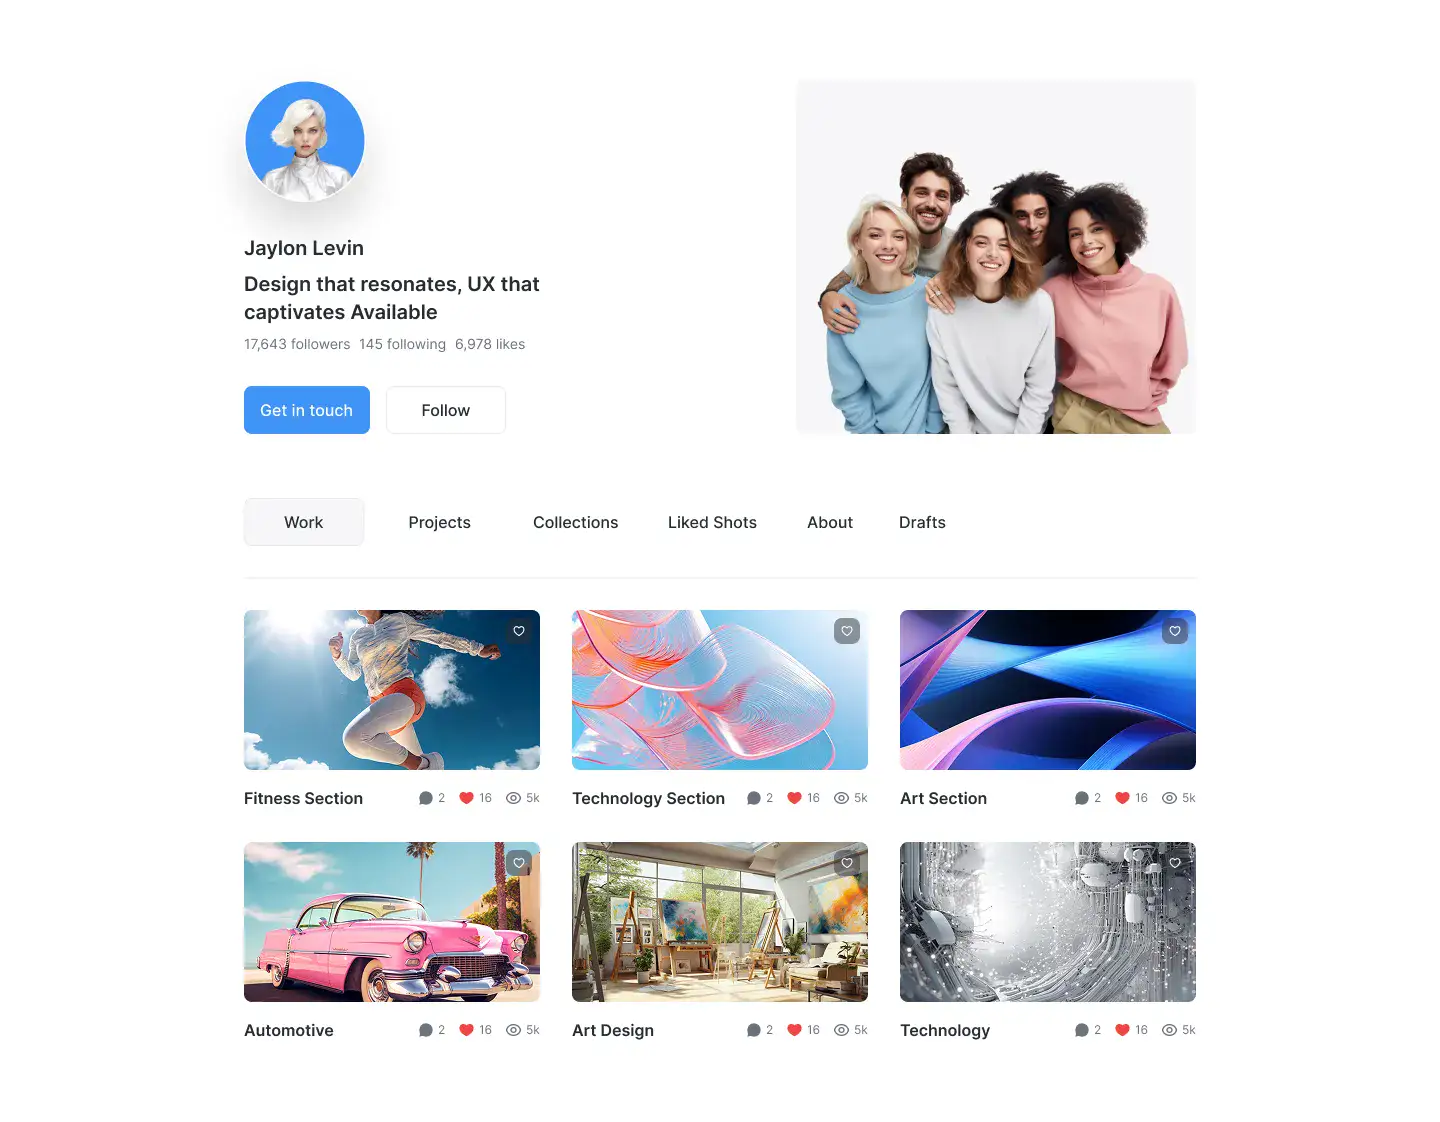 Jaylon Levin
Design that resonates, UX that
captivates Available
17,643 followers 145 following 6,978 likes
Get in touch Follow
Work Projects Collections Liked Shots About Drafts
Fitness Section 2 16 5k
Technology Section 2 16 5k
Art Section 2 16 5k
Automotive 2 16 5k
Art Design 2 16 5k
Technology 2 16 5k